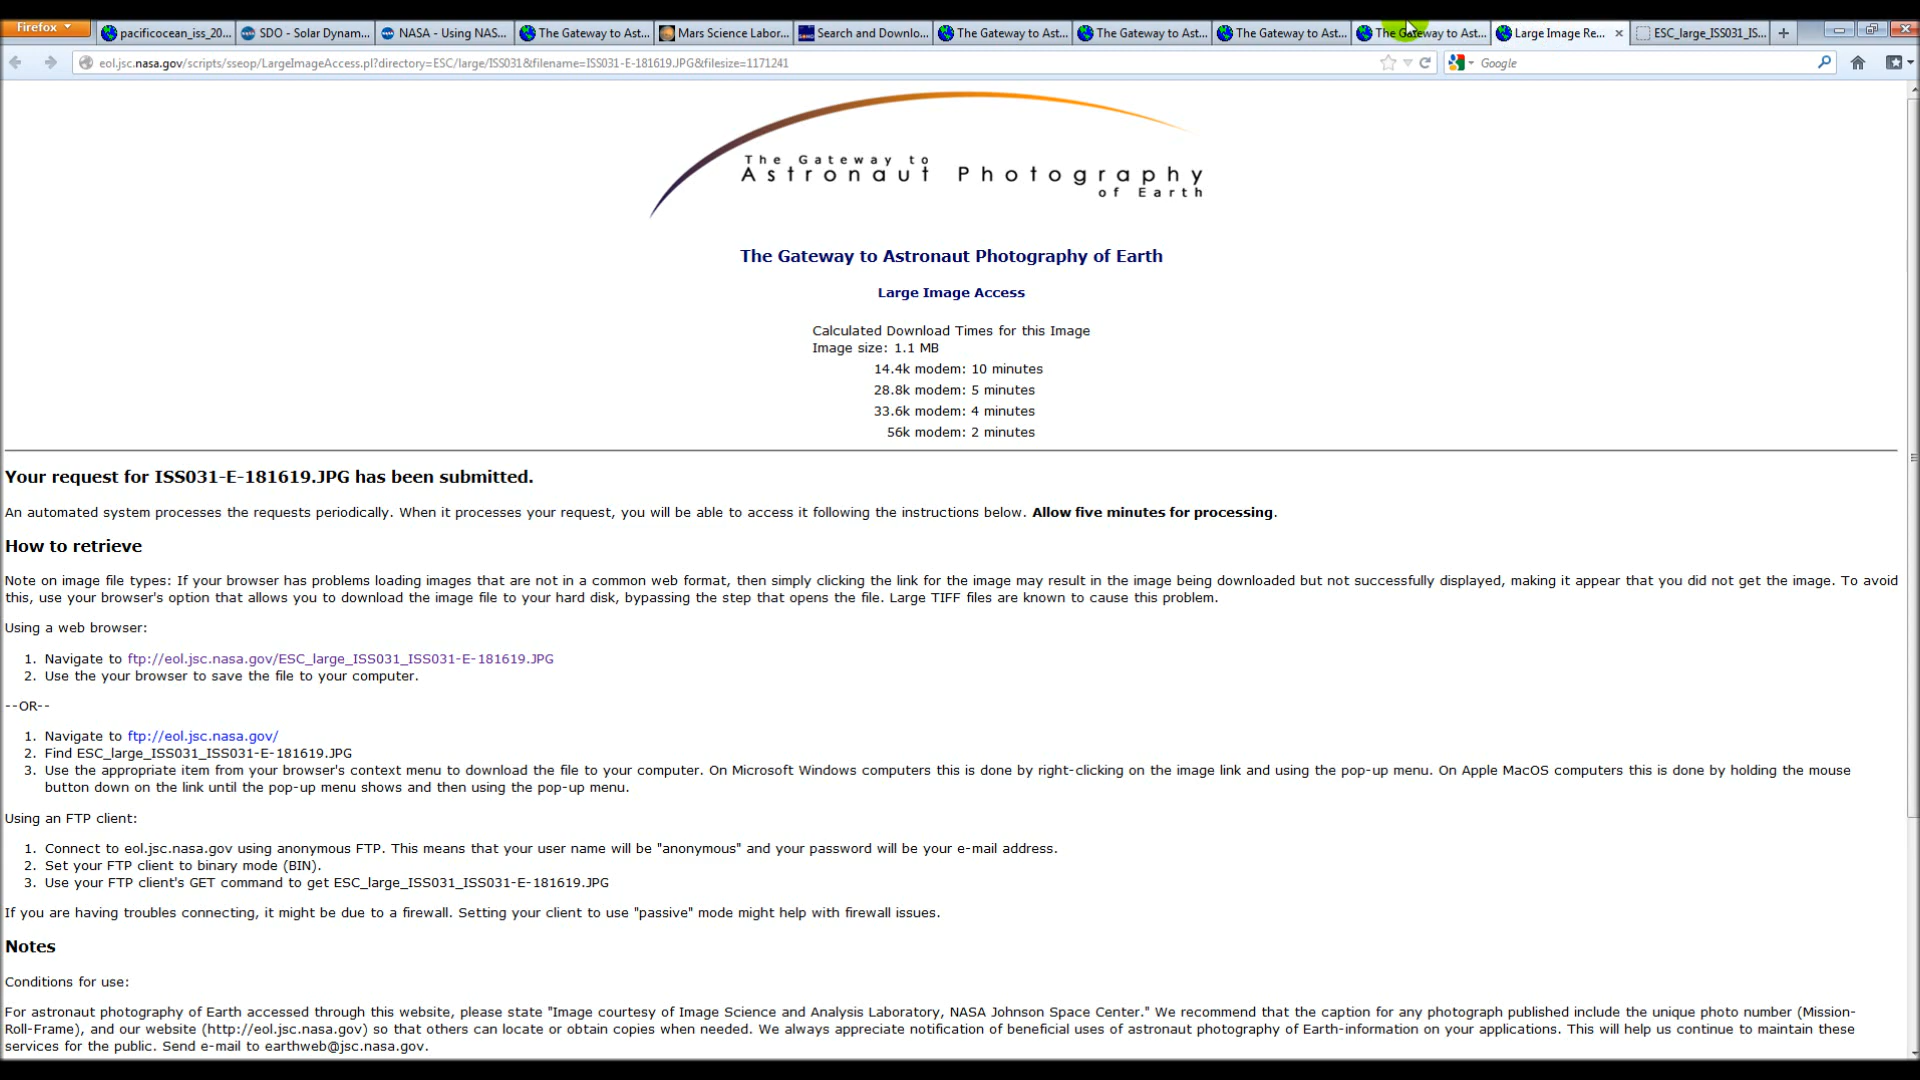 Firefox
pacificocean_iss_20... SDO - Solar Dynam... NASA - Using NAS... The Gateway to Ast... Mars Science Labor... Search and Downlo... The Gateway to Ast... The Gateway to Ast... The Gateway to Ast... The Gateway to Ast... Large Image Re... ESC_large_ISS031_IS...
eol.jsc.nasa.gov/scripts/sseop/LargeImageAccess.pl?directory=ESC/large/ISS031&filename=ISS031-E-181619.JPG&filesize=1171241
Google
The Gateway to
Astronaut Photography
of Earth
The Gateway to Astronaut Photography of Earth
Large Image Access
Calculated Download Times for this Image
Image size: 1.1 MB
14.4k modem: 10 minutes
28.8k modem: 5 minutes
33.6k modem: 4 minutes
56k modem: 2 minutes
Your request for ISS031-E-181619.JPG has been submitted.
An automated system processes the requests periodically. When it processes your request, you will be able to access it following the instructions below. Allow five minutes for processing.
How to retrieve
Note on image file types: If your browser has problems loading images that are not in a common web format, then simply clicking the link for the image may result in the image being downloaded but not successfully displayed, making it appear that you did not get the image. To avoid
this, use your browser's option that allows you to download the image file to your hard disk, bypassing the step that opens the file. Large TIFF files are known to cause this problem.
Using a web browser:
1. Navigate to ftp://eol.jsc.nasa.gov/ESC_large_ISS031_ISS031-E-181619.JPG
2. Use the your browser to save the file to your computer.
--OR--
1. Navigate to ftp://eol.jsc.nasa.gov/
2. Find ESC_large_ISS031_ISS031-E-181619.JPG
3. Use the appropriate item from your browser's context menu to download the file to your computer. On Microsoft Windows computers this is done by right-clicking on the image link and using the pop-up menu. On Apple MacOS computers this is done by holding the mouse
button down on the link until the pop-up menu shows and then using the pop-up menu.
Using an FTP client:
1. Connect to eol.jsc.nasa.gov using anonymous FTP. This means that your user name will be "anonymous" and your password will be your e-mail address.
2. Set your FTP client to binary mode (BIN).
3. Use your FTP client's GET command to get ESC_large_ISS031_ISS031-E-181619.JPG
If you are having troubles connecting, it might be due to a firewall. Setting your client to use "passive" mode might help with firewall issues.
Notes
Conditions for use:
For astronaut photography of Earth accessed through this website, please state "Image courtesy of Image Science and Analysis Laboratory, NASA Johnson Space Center." We recommend that the caption for any photograph published include the unique photo number (Mission-
Roll-Frame), and our website (http://eol.jsc.nasa.gov) so that others can locate or obtain copies when needed. We always appreciate notification of beneficial uses of astronaut photography of Earth-information on your applications. This will help us continue to maintain these
services for the public. Send e-mail to earthweb@jsc.nasa.gov.